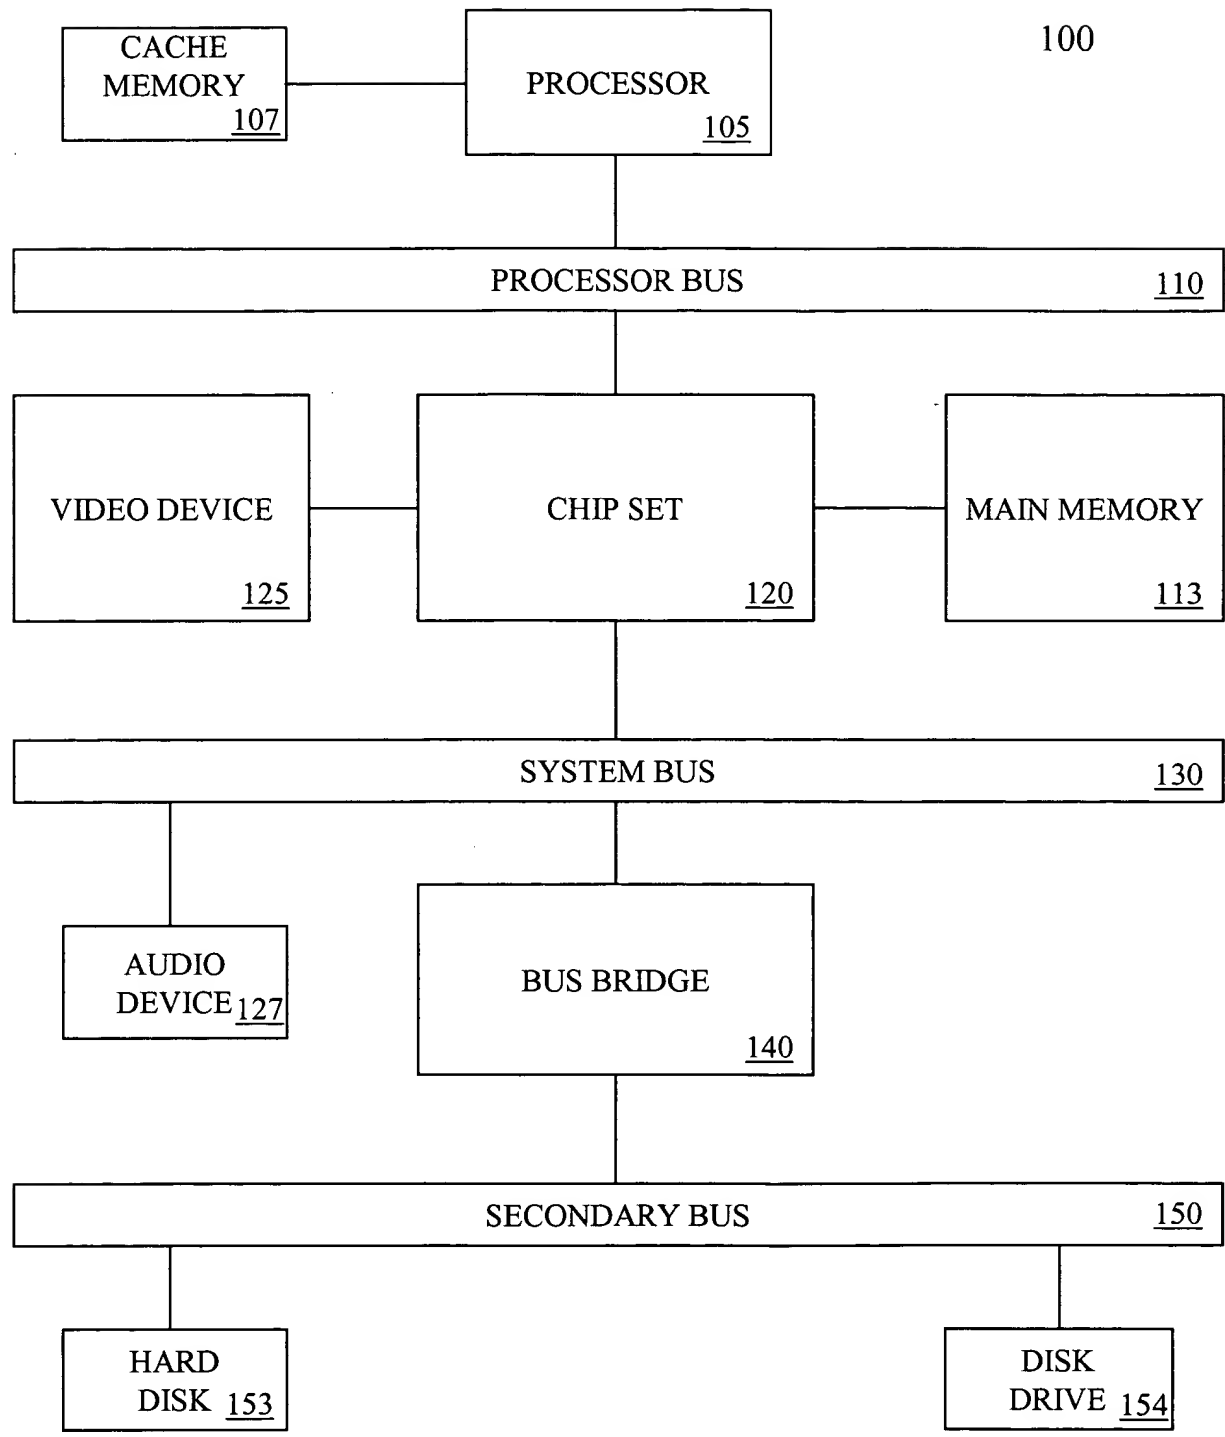 100
CACHE
MEMORY
107
PROCESSOR
105
PROCESSOR BUS
110
VIDEO DEVICE
125
CHIP SET
120
MAIN MEMORY
113
SYSTEM BUS
130
AUDIO
DEVICE 127
BUS BRIDGE
140
SECONDARY BUS
150
HARD
DISK 153
DISK
DRIVE 154